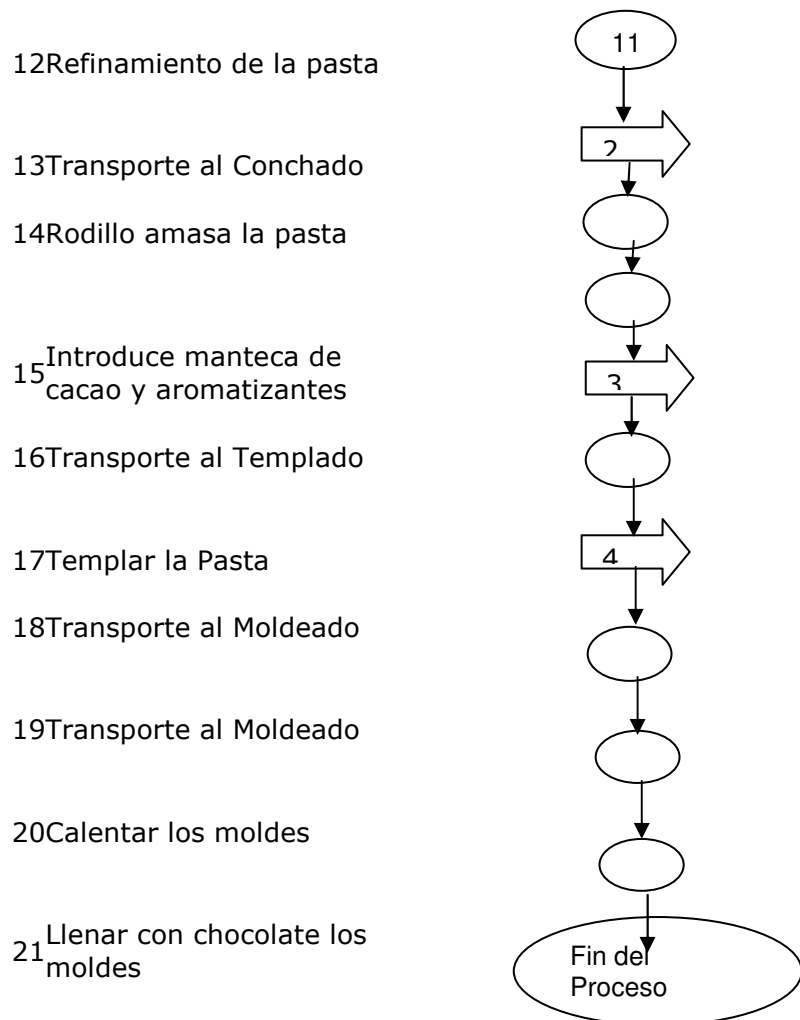 11
12Refinamiento de la pasta
2
13Transporte al Conchado
14Rodillo amasa la pasta
15Introduce manteca de
cacao y aromatizantes
3
16Transporte al Templado
17Templar la Pasta
4
18Transporte al Moldeado
19Transporte al Moldeado
20Calentar los moldes
21Llenar con chocolate los
moldes
Fin del
Proceso